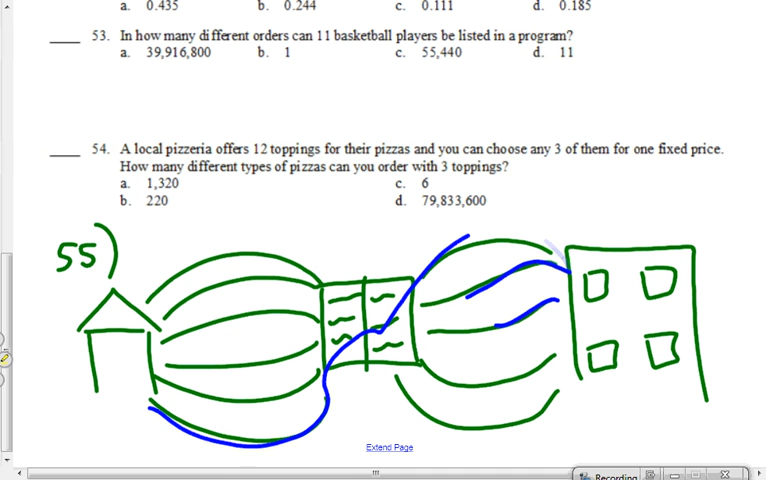 a. 0.435 b. 0.244 c. 0.111 d. 0.185
____ 53. In how many different orders can 11 basketball players be listed in a program?
a. 39,916,800 b. 1 c. 55,440 d. 11
____ 54. A local pizzeria offers 12 toppings for their pizzas and you can choose any 3 of them for one fixed price.
How many different types of pizzas can you order with 3 toppings?
a. 1,320 c. 6
b. 220 d. 79,833,600
55)
Extend Page
Recording